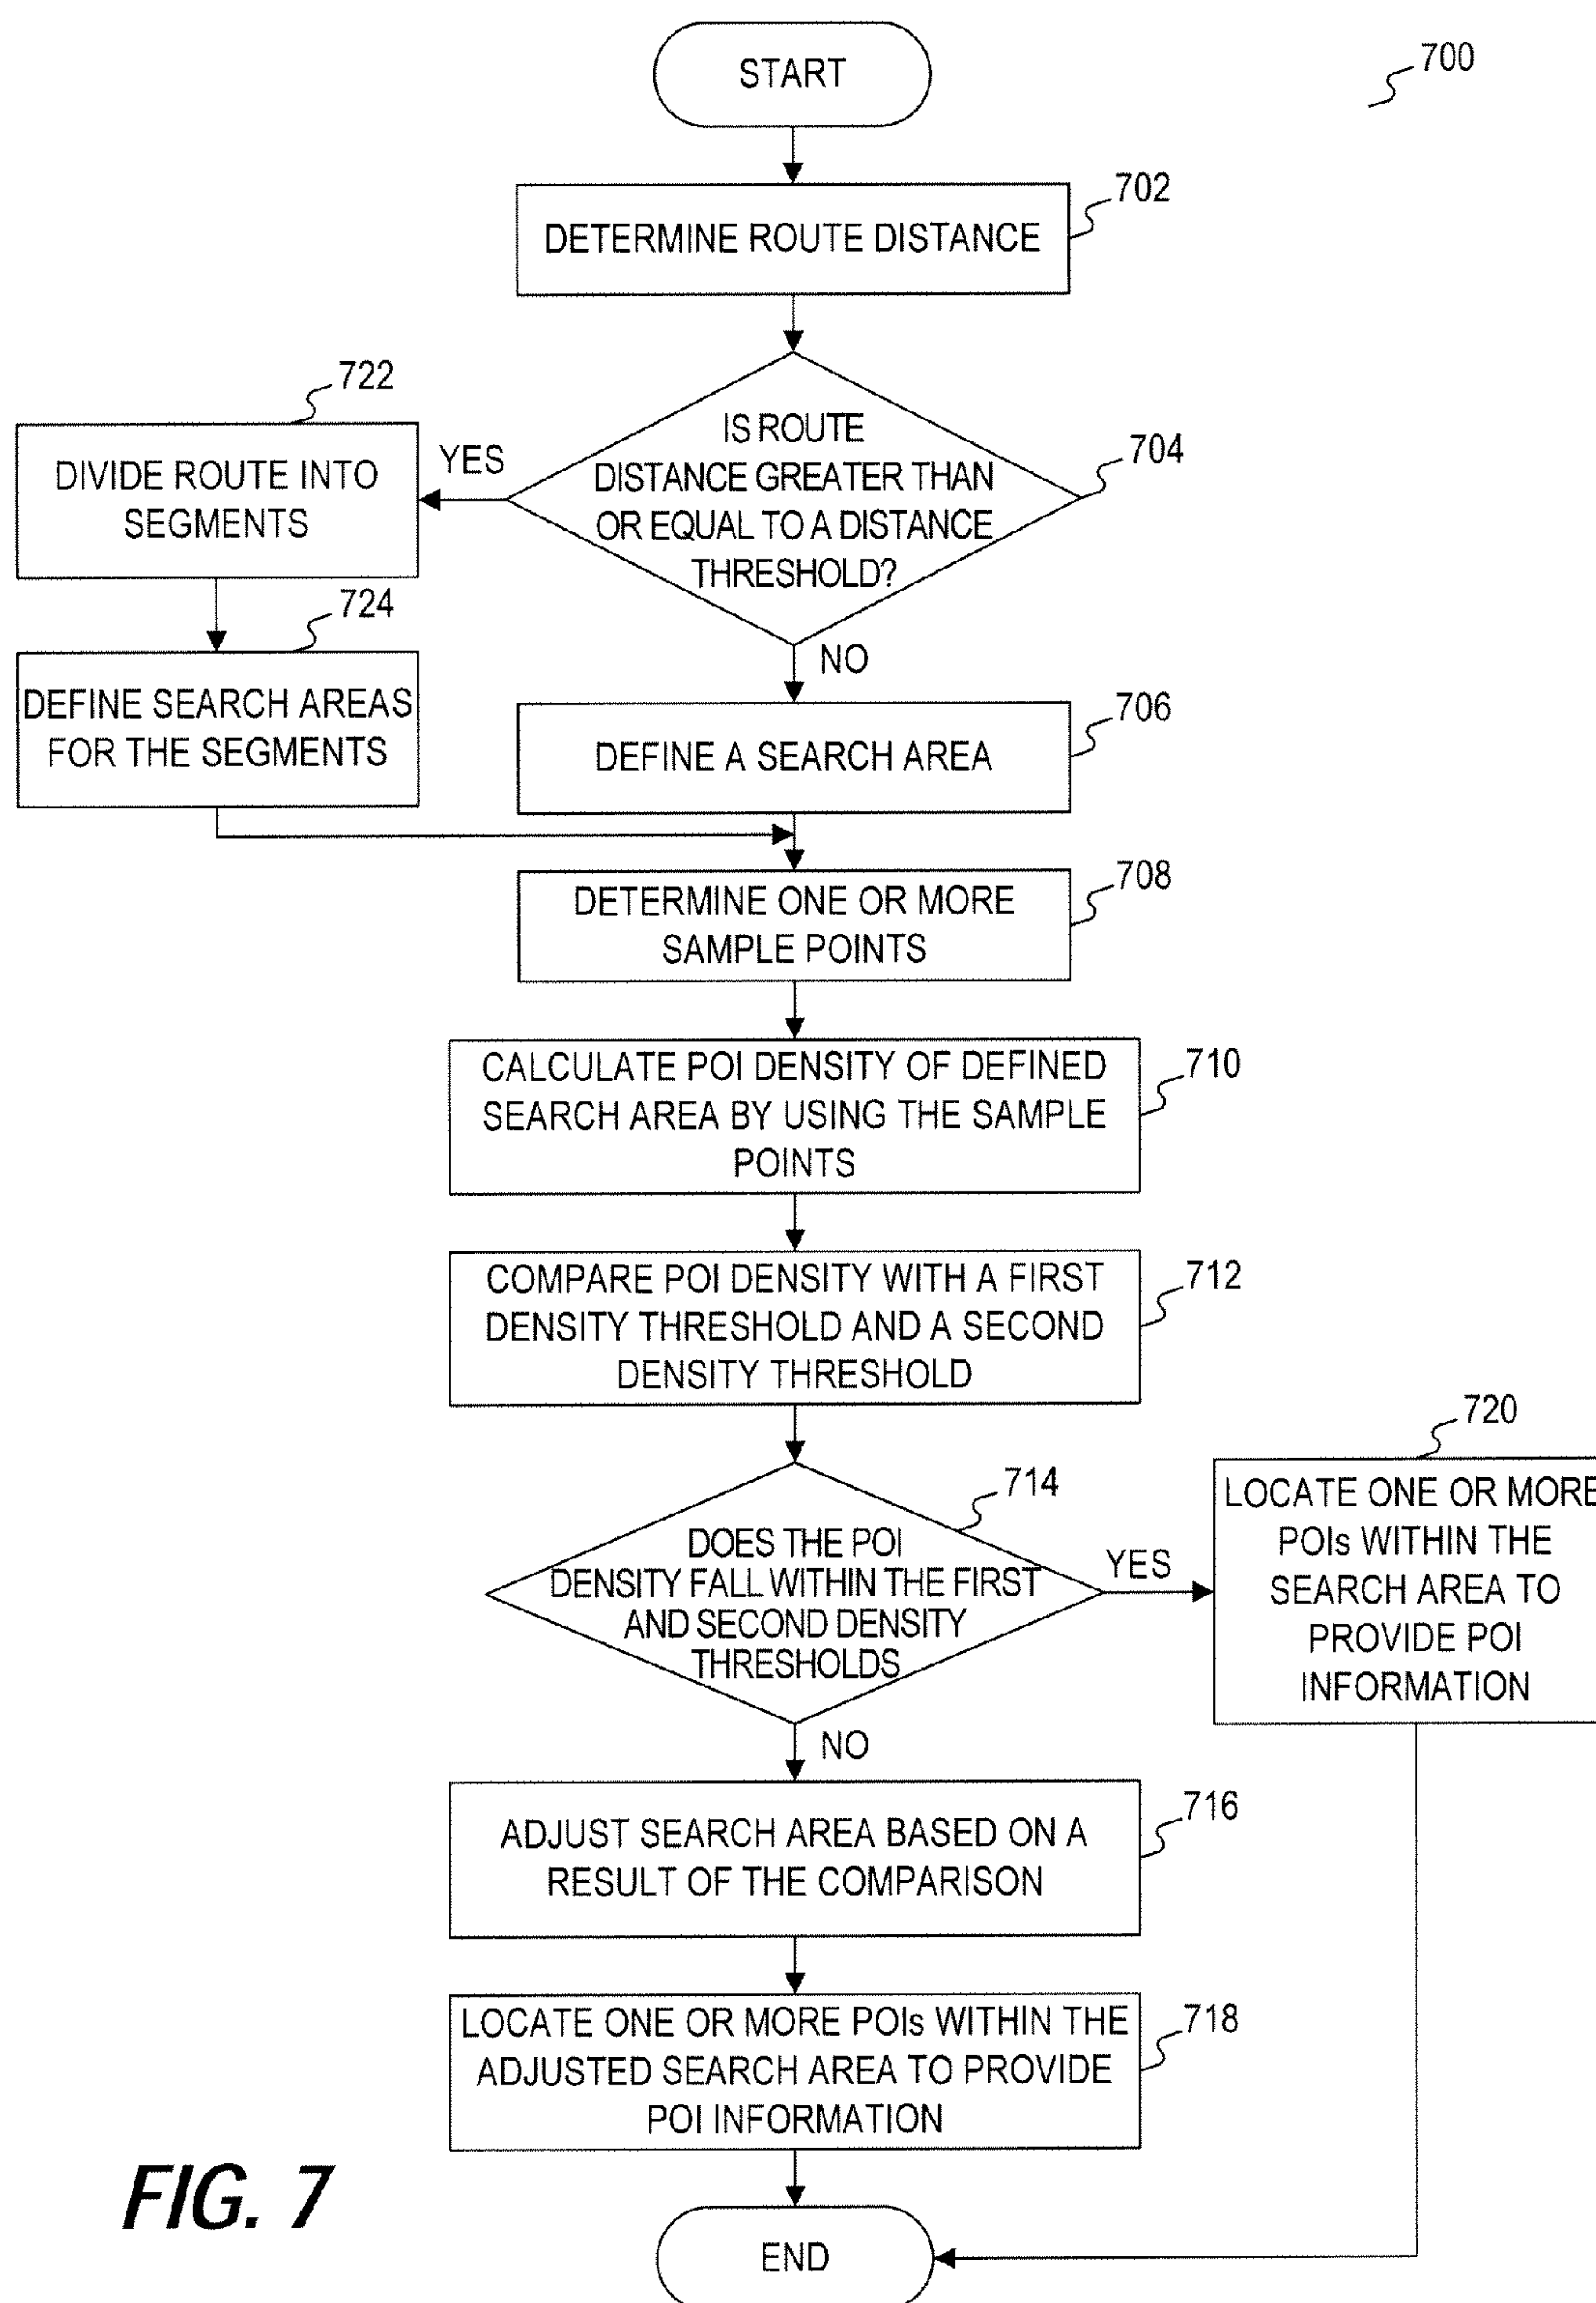 START
700
702
DETERMINE ROUTE DISTANCE
722
DIVIDE ROUTE INTO
SEGMENTS
YES
IS ROUTE
DISTANCE GREATER THAN
OR EQUAL TO A DISTANCE
THRESHOLD?
704
724
DEFINE SEARCH AREAS
FOR THE SEGMENTS
NO
706
DEFINE A SEARCH AREA
708
DETERMINE ONE OR MORE
SAMPLE POINTS
CALCULATE POI DENSITY OF DEFINED
SEARCH AREA BY USING THE SAMPLE
POINTS
710
COMPARE POI DENSITY WITH A FIRST
DENSITY THRESHOLD AND A SECOND
DENSITY THRESHOLD
712
714
DOES THE POI
DENSITY FALL WITHIN THE FIRST
AND SECOND DENSITY
THRESHOLDS
YES
720
LOCATE ONE OR MORE
POIs WITHIN THE
SEARCH AREA TO
PROVIDE POI
INFORMATION
NO
ADJUST SEARCH AREA BASED ON A
RESULT OF THE COMPARISON
716
LOCATE ONE OR MORE POIs WITHIN THE
ADJUSTED SEARCH AREA TO PROVIDE
POI INFORMATION
718
FIG. 7
END